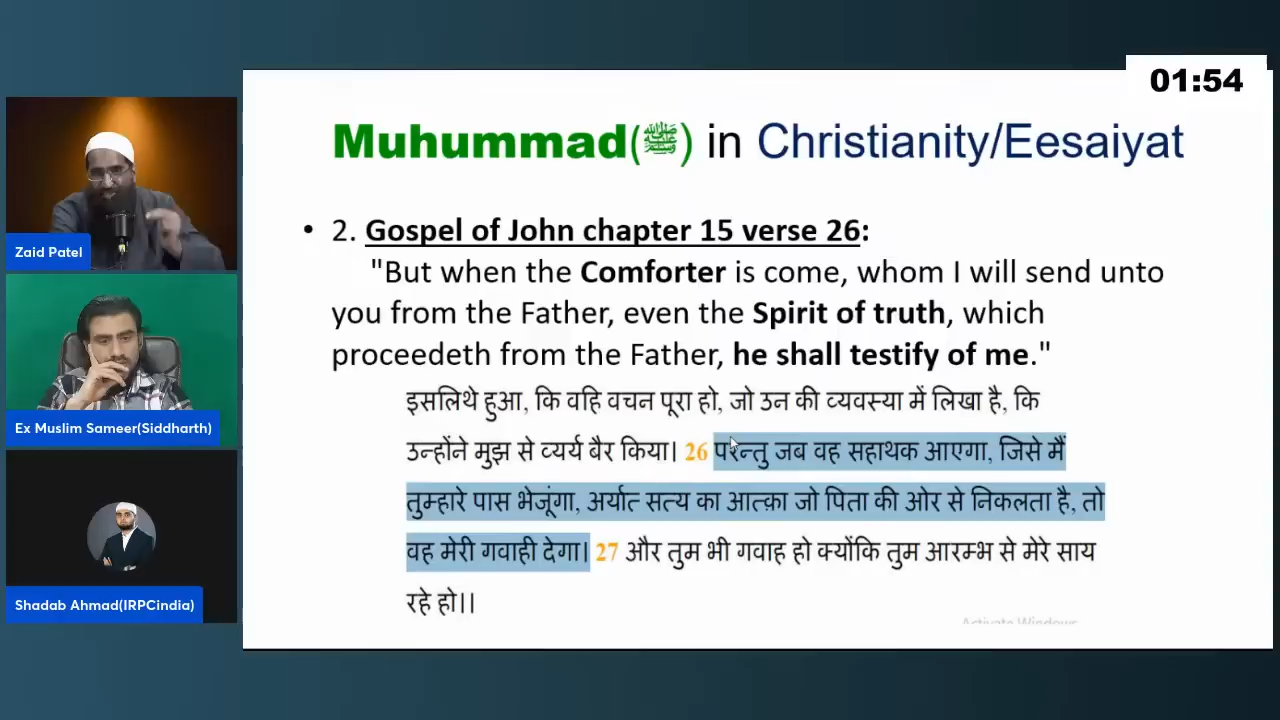 01:54
Muhummad(ﷺ) in Christianity/Eesaiyat
Zaid Patel
Ex Muslim Sameer(Siddharth)
Shadab Ahmad(IRPCindia)
• 2. Gospel of John chapter 15 verse 26:
"But when the Comforter is come, whom I will send unto
you from the Father, even the Spirit of truth, which
proceedeth from the Father, he shall testify of me."
इसलिथे हुआ, कि वहि वचन पूरा हो, जो उन की व्यवस्या में लिखा है, कि
उन्होंने मुझ से व्यर्य बैर किया। 26 परन्तु जब वह सहाथक आएगा, जिसे मैं
तुम्हारे पास भेजूंगा, अर्यात सत्य का आत्क़ा जो पिता की ओर से निकलता है, तो
वह मेरी गवाही देगा। 27 और तुम भी गवाह हो क्योंकि तुम आरम्भ से मेरे साय
रहे हो।।
Activate Windows